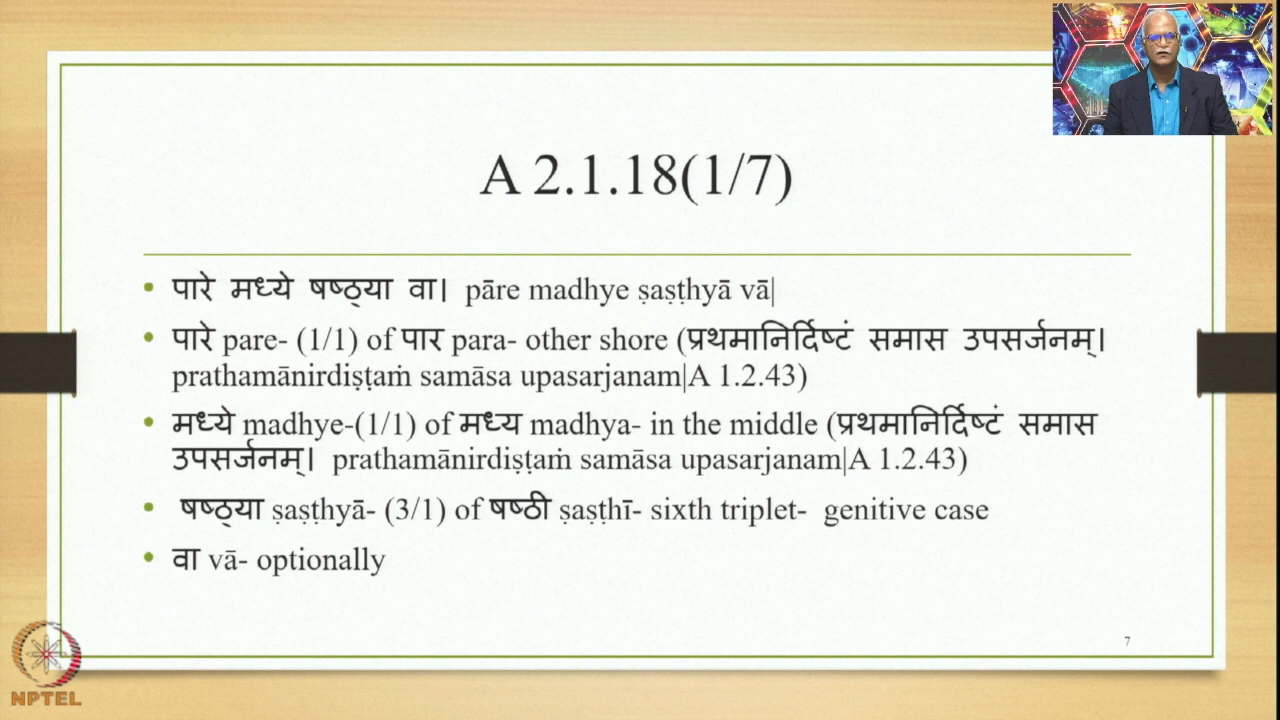 A 2.1.18(1/7)
पारे मध्ये षष्ठ्या वा। pāre madhye ṣaṣṭhyā vā|
पारे pare- (1/1) of पार para- other shore (प्रथमानिर्दिष्टं समास उपसर्जनम्।
prathamānirdiṣṭaṁ samāsa upasarjanam|A 1.2.43)
मध्ये madhye-(1/1) of मध्य madhya- in the middle (प्रथमानिर्दिष्टं समास
उपसर्जनम्। prathamānirdiṣṭaṁ samāsa upasarjanam|A 1.2.43)
षष्ठ्या ṣaṣṭhyā- (3/1) of षष्ठी ṣaṣṭhī- sixth triplet- genitive case
वा vā- optionally
7
NPTEL